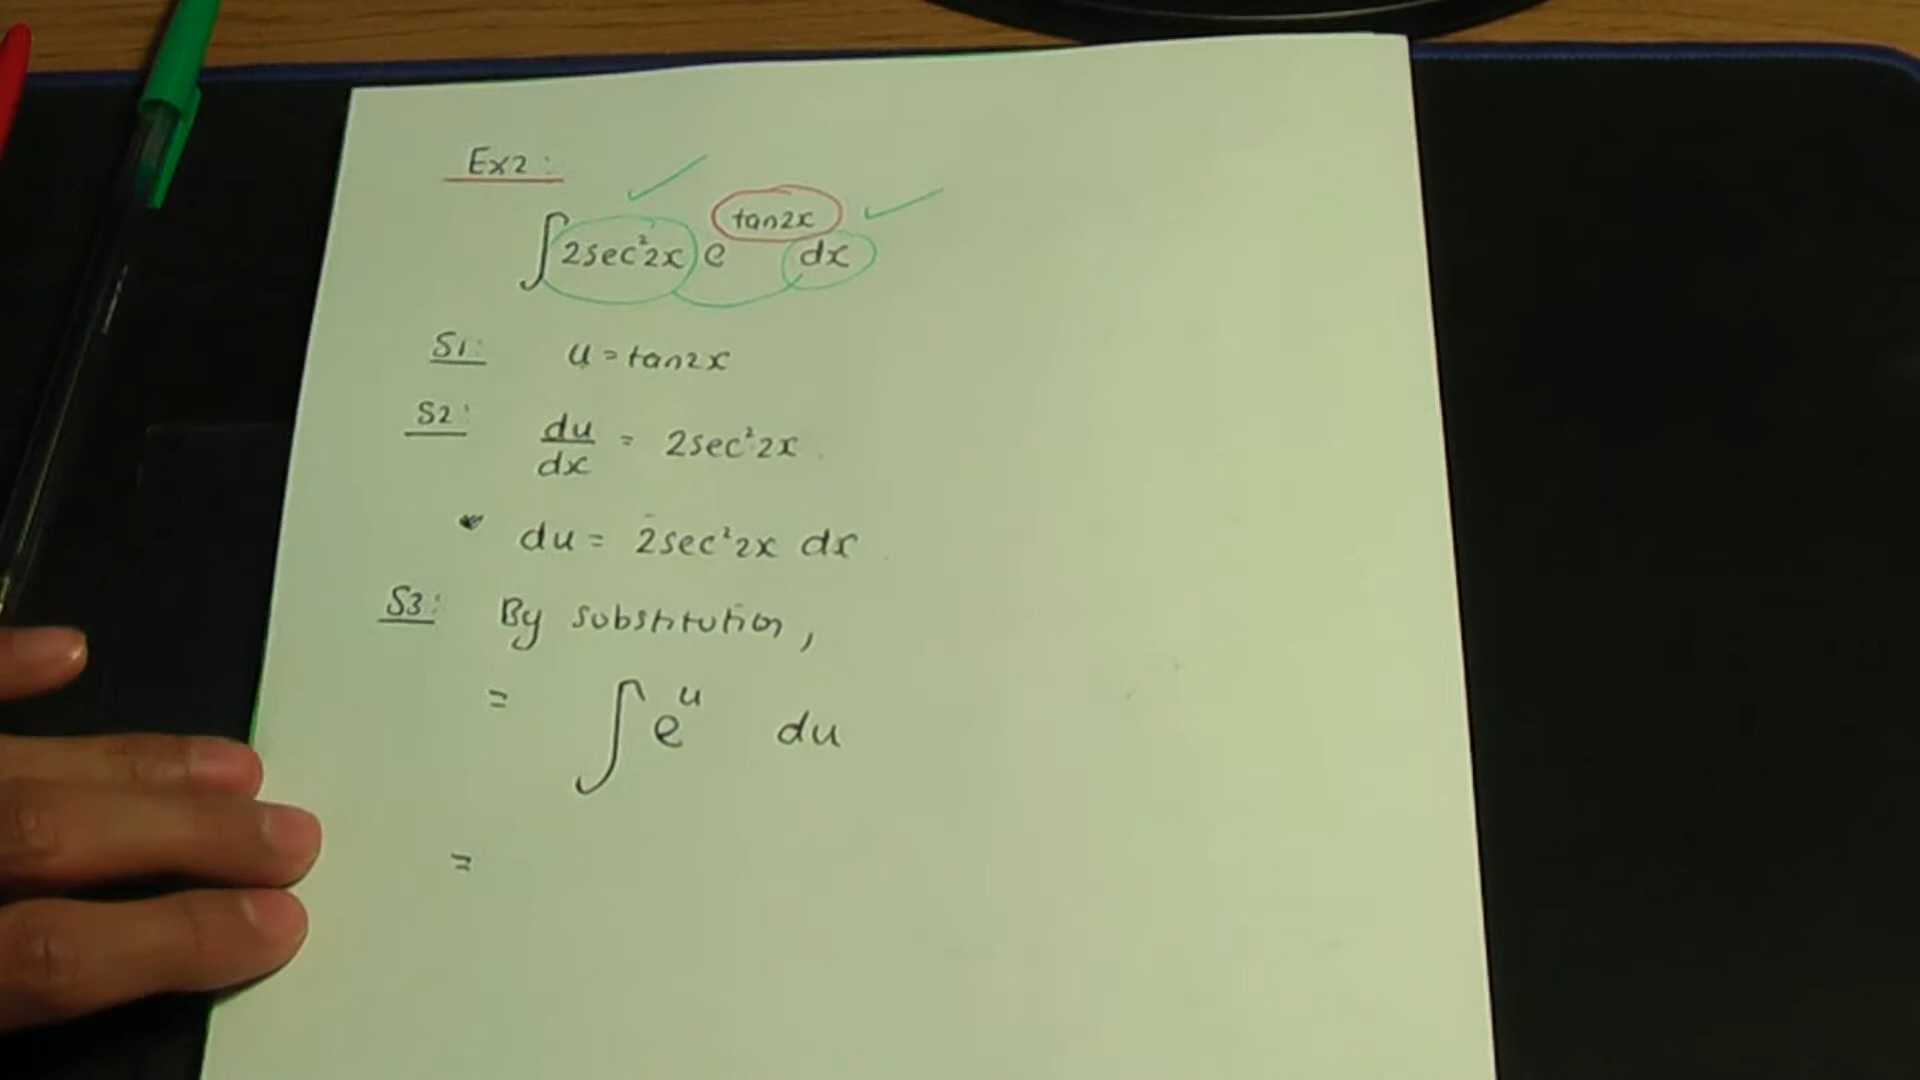 Ex2:
∫2sec²2x e^tan2x dx
S1: u = tan2x
S2: du/dx = 2sec²2x
du = 2sec²2x dx
S3: By substitution,
= ∫e^u du
=